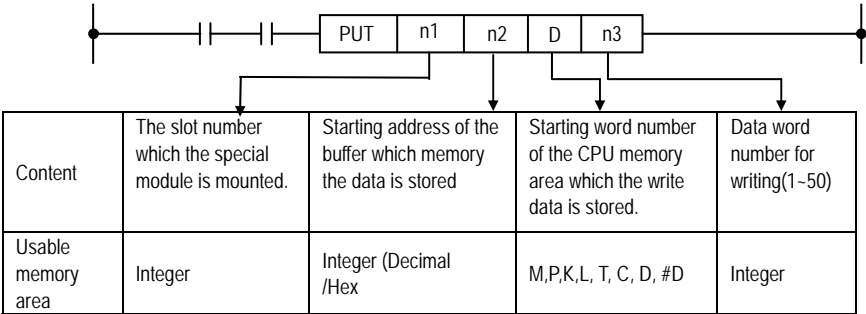 PUT n1 n2 D n3
Content
The slot number
which the special
module is mounted.
Starting address of the
buffer which memory
the data is stored
Starting word number
of the CPU memory
area which the write
data is stored.
Data word
number for
writing(1~50)
Usable
memory
area
Integer
Integer (Decimal
/Hex
M,P,K,L, T, C, D, #D
Integer